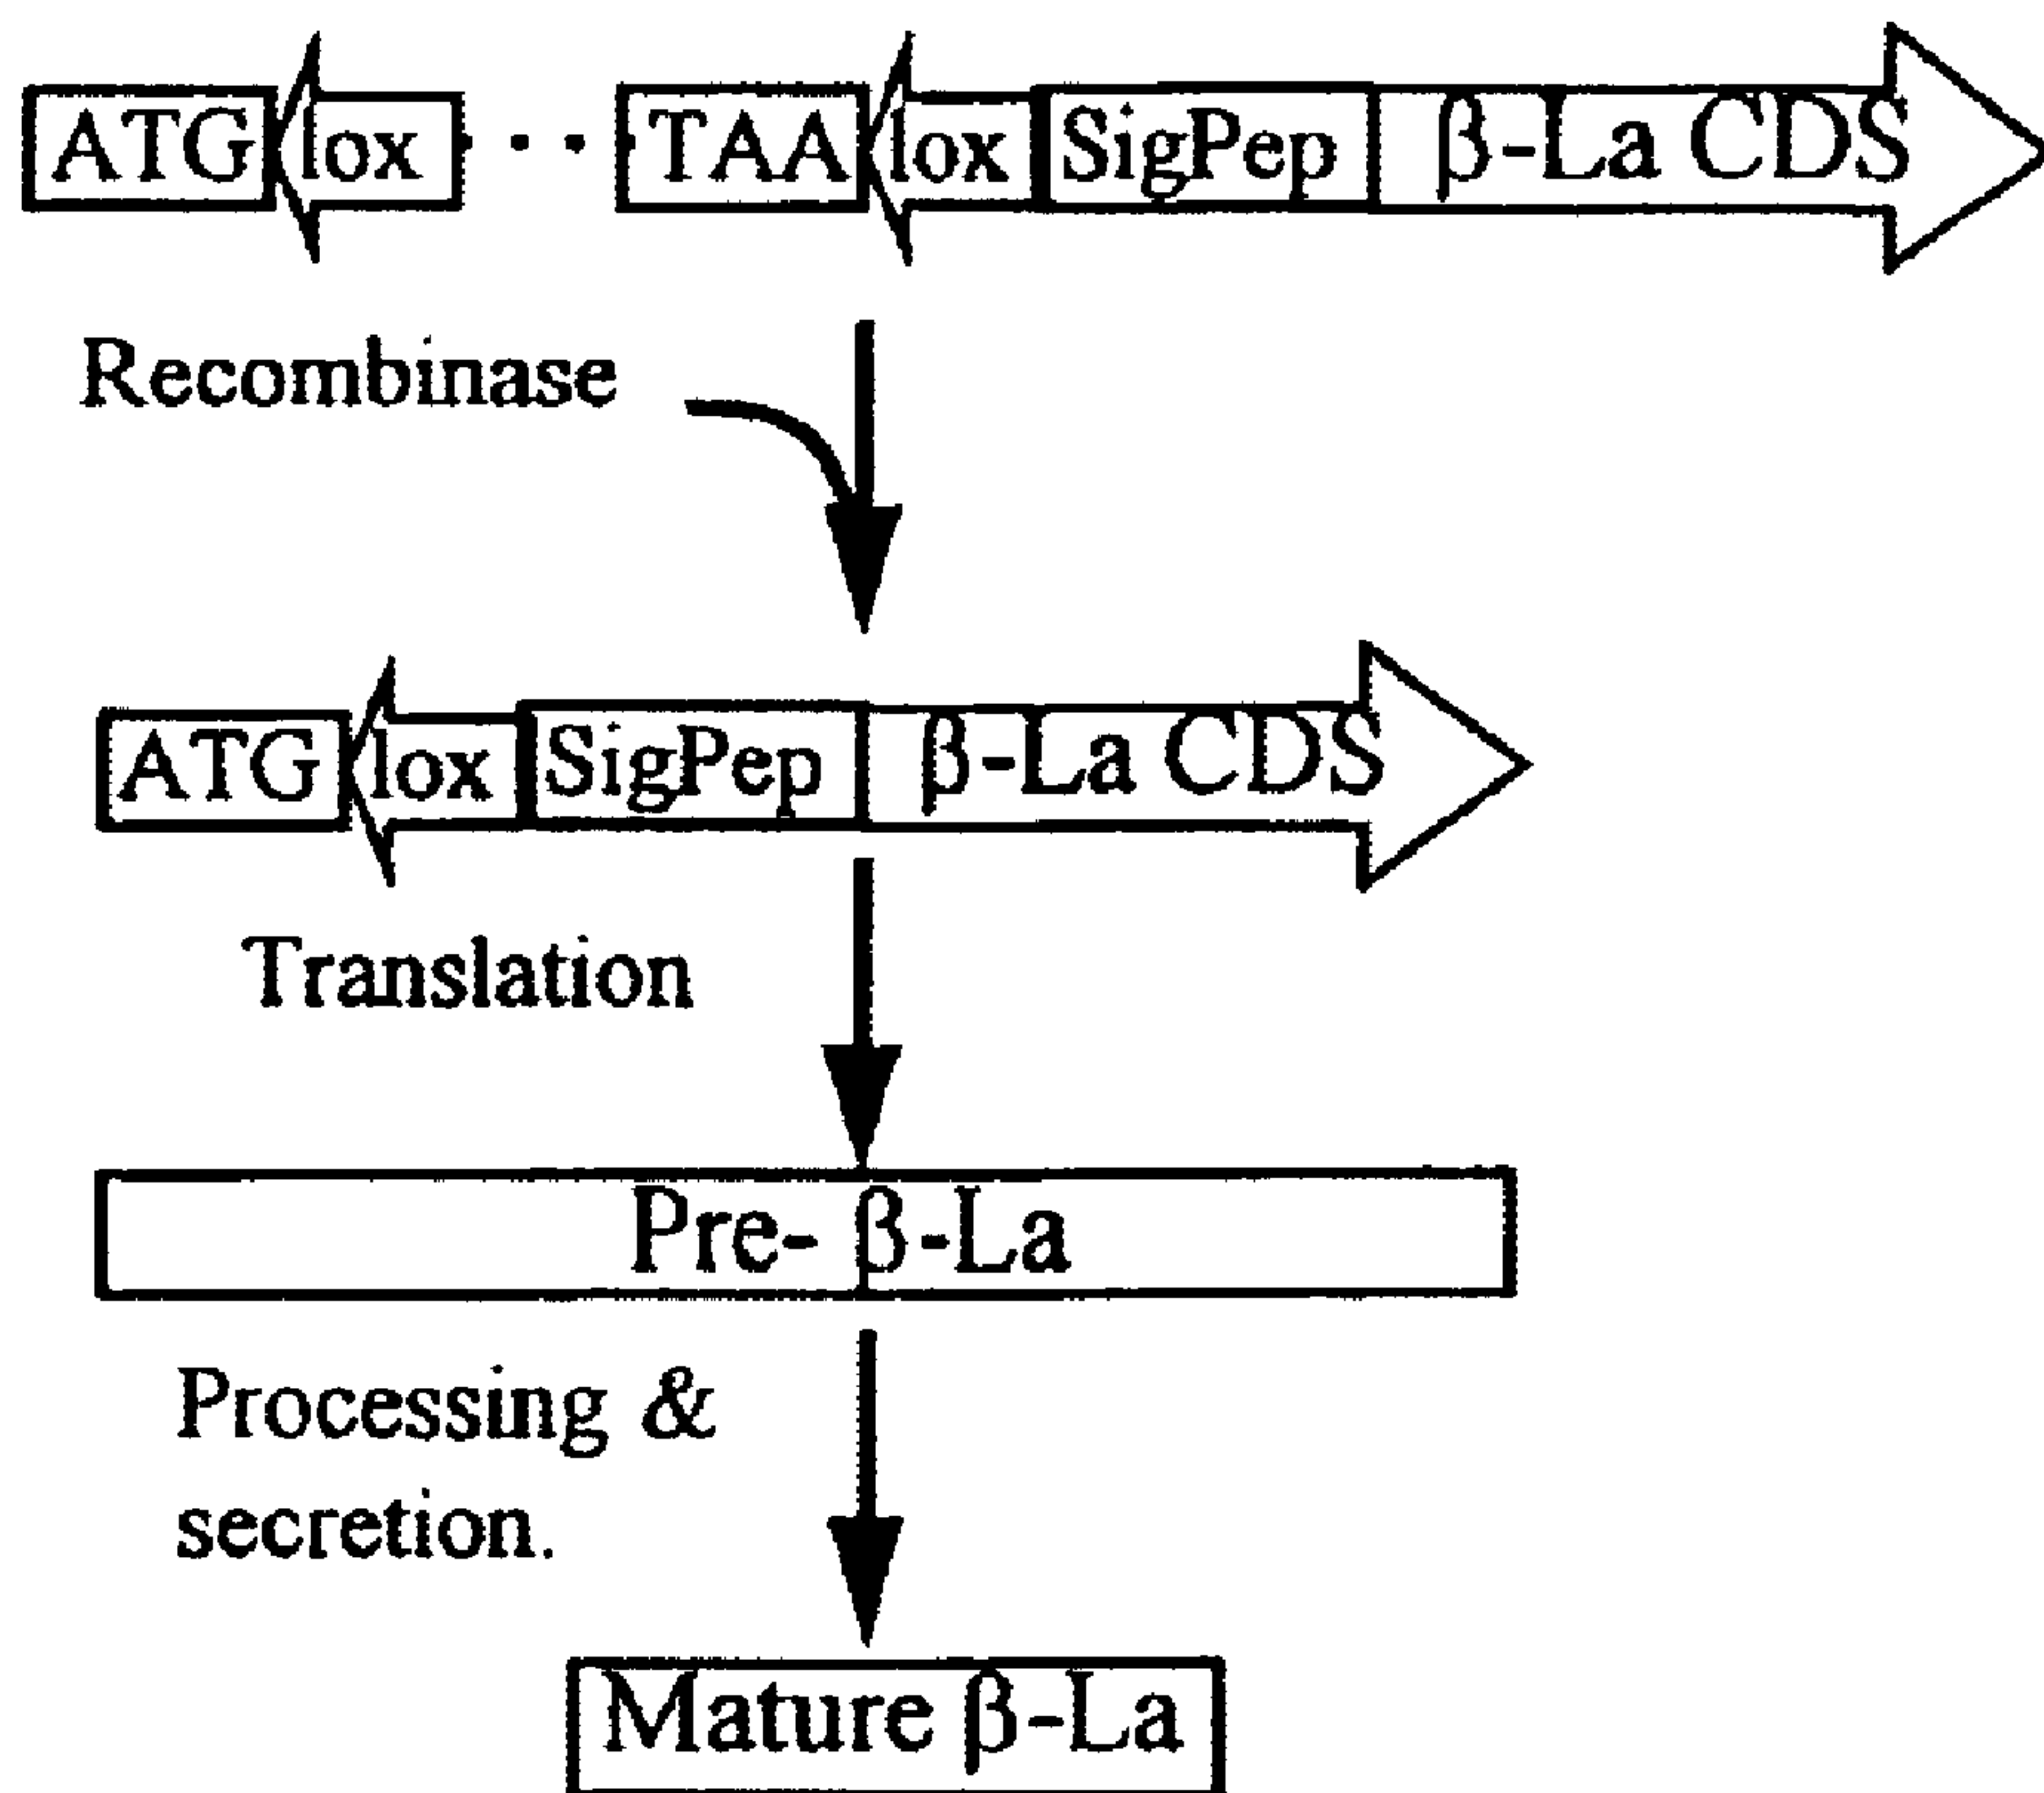 ATG lox · · · TAA lox SigPep β-La CDS
Recombinase
ATG lox SigPep β-La CDS
Translation
Pre- β-La
Processing &
secretion.
Mature β-La